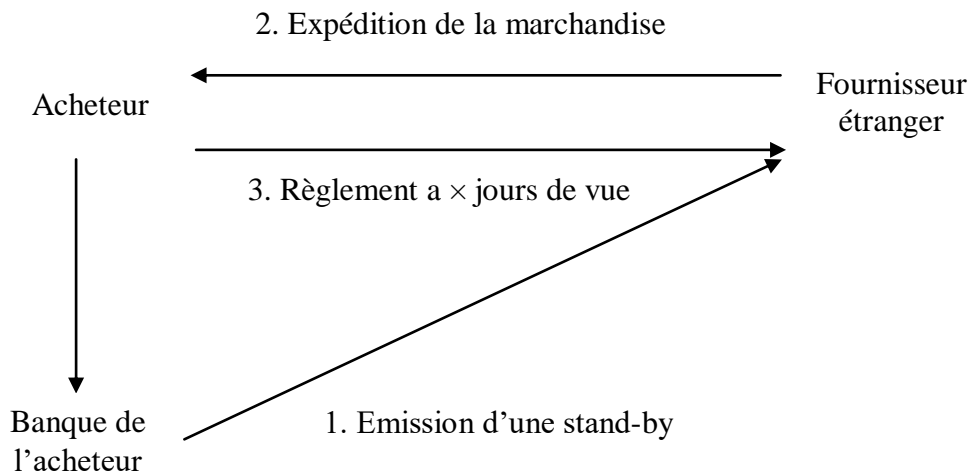 2. Expédition de la marchandise
Acheteur
Fournisseur
étranger
3. Règlement a × jours de vue
Banque de
l’acheteur
1. Emission d’une stand-by